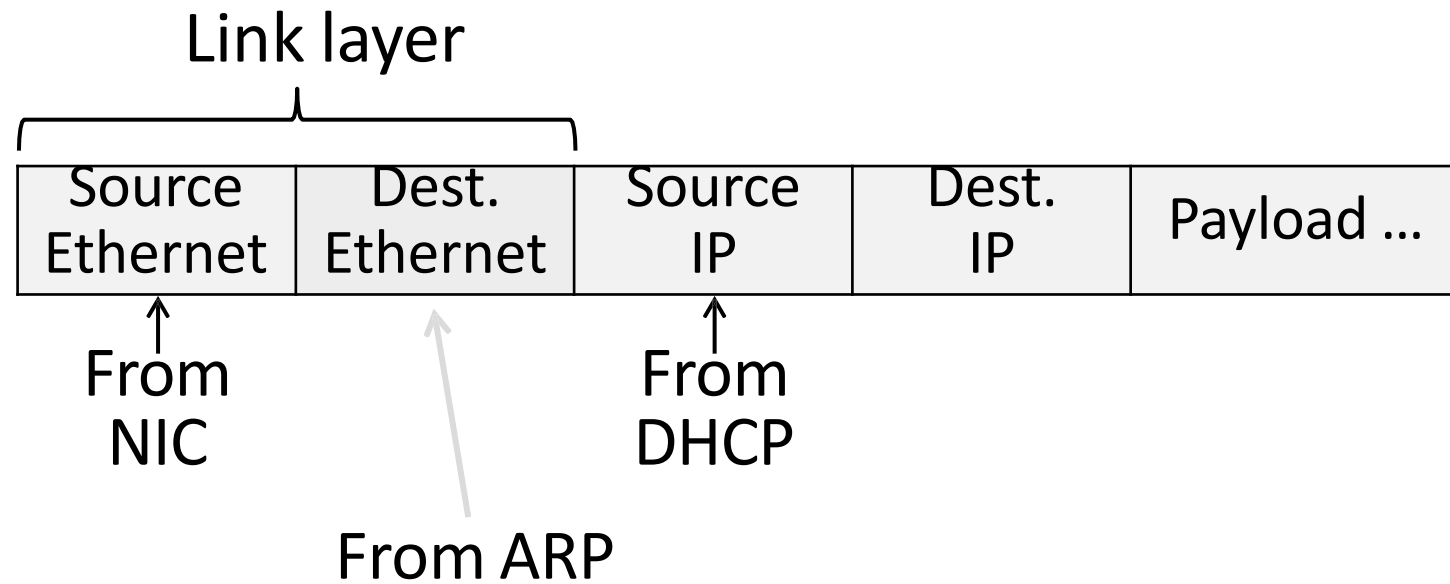 Link layer
Source
Ethernet
Dest.
Ethernet
Source
IP
Dest.
IP
Payload ...
From
NIC
From
DHCP
From ARP